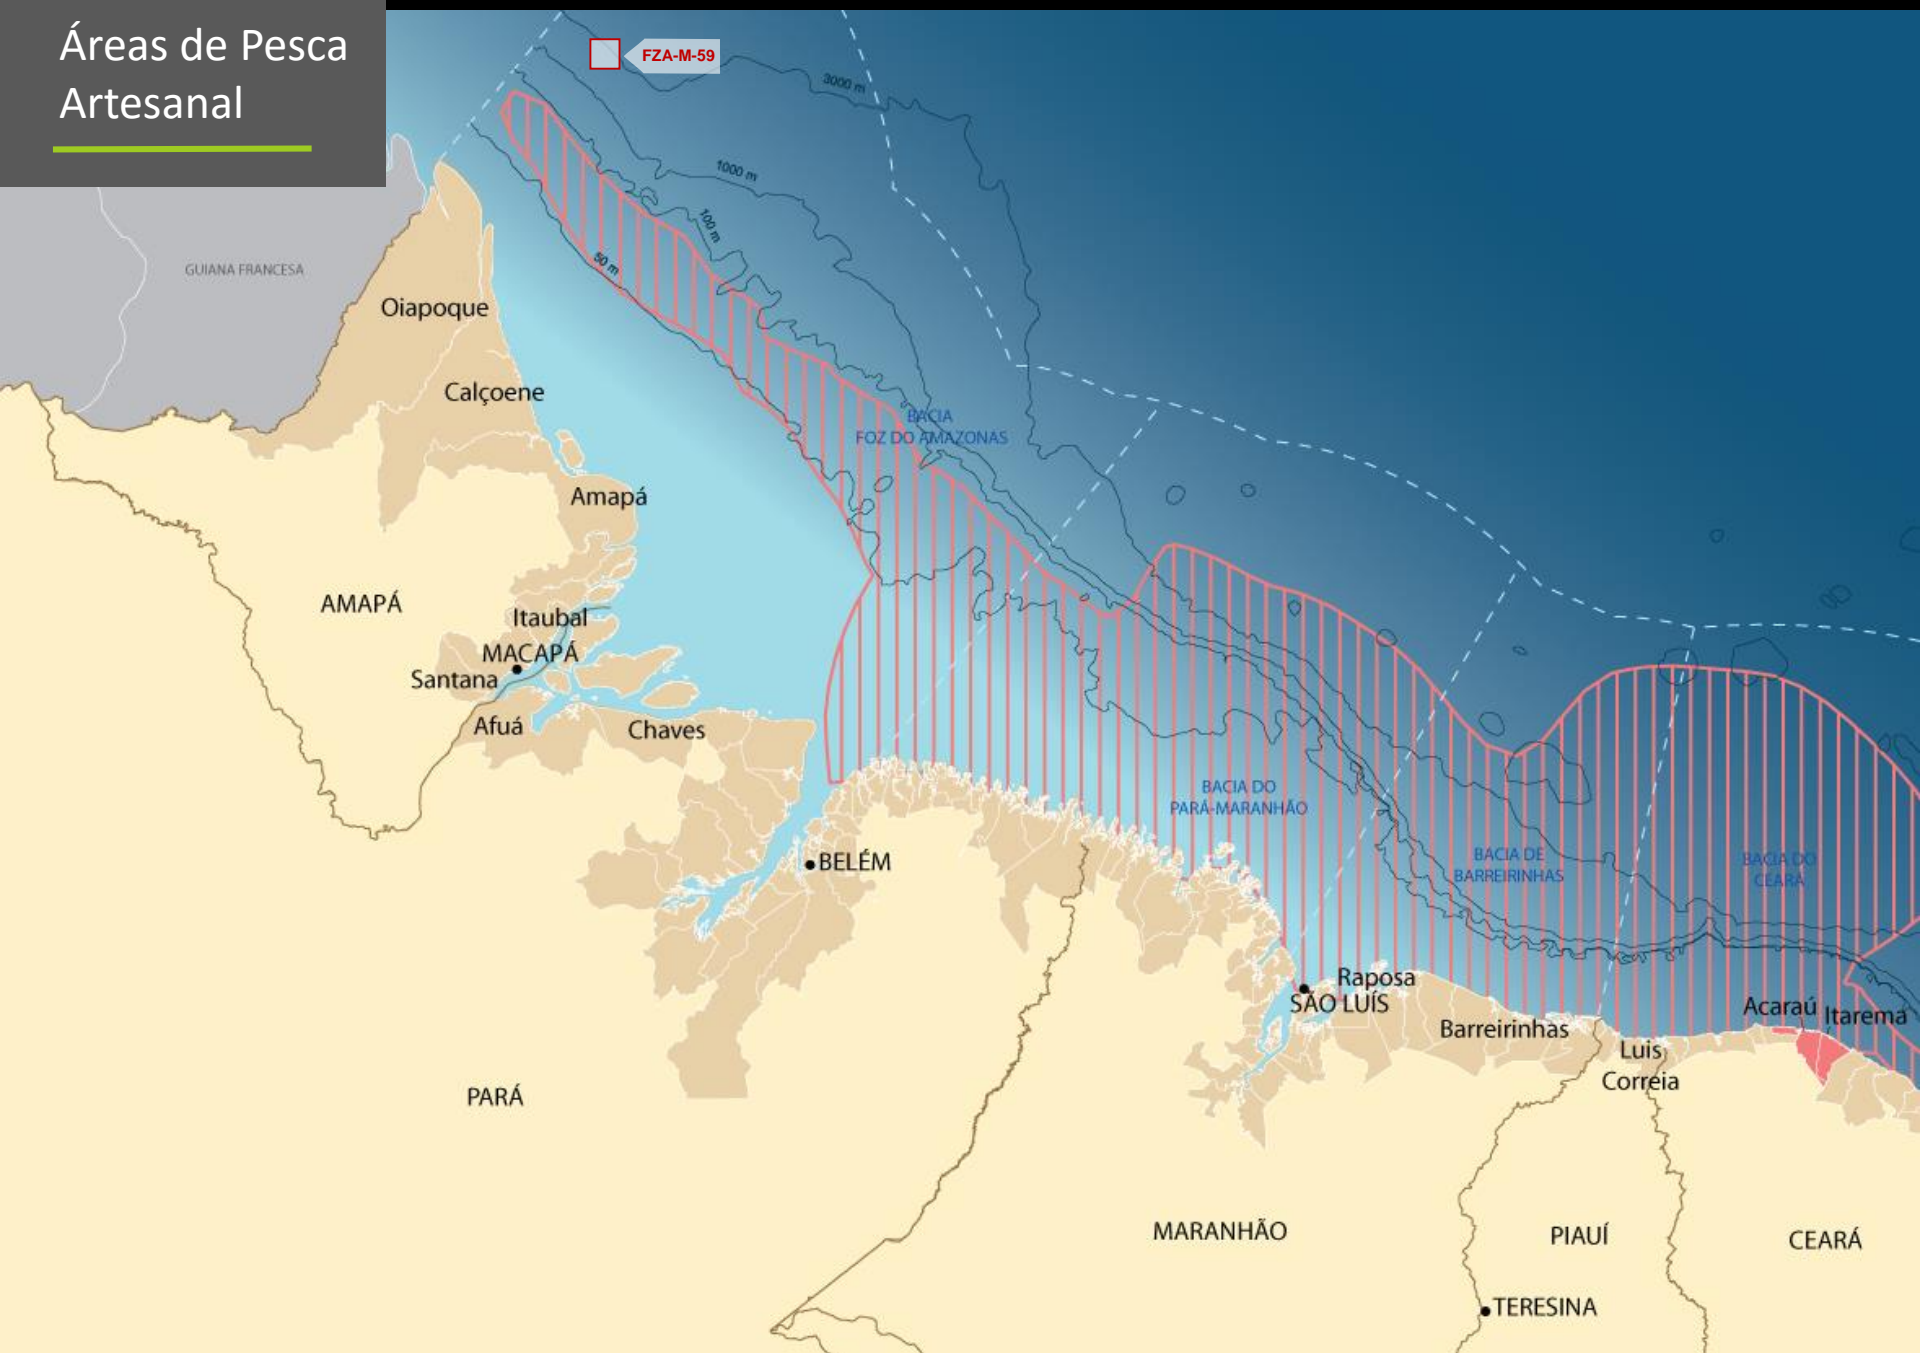 Áreas de Pesca
Artesanal
FZA-M-59
3000 m
1000 m
100 m
50 m
GUIANA FRANCESA
Oiapoque
Calçoene
BACIA
FOZ DO AMAZONAS
Amapá
AMAPÁ
Itaubal
MACAPÁ
Santana
Afuá
Chaves
BACIA DO
PARÁ-MARANHÃO
BELÉM
BACIA DE
BARREIRINHAS
BACIA DO
CEARÁ
Raposa
SÃO LUÍS
Barreirinhas
Acaraú
Itarema
Luis
Correia
PARÁ
MARANHÃO
PIAUÍ
CEARÁ
TERESINA